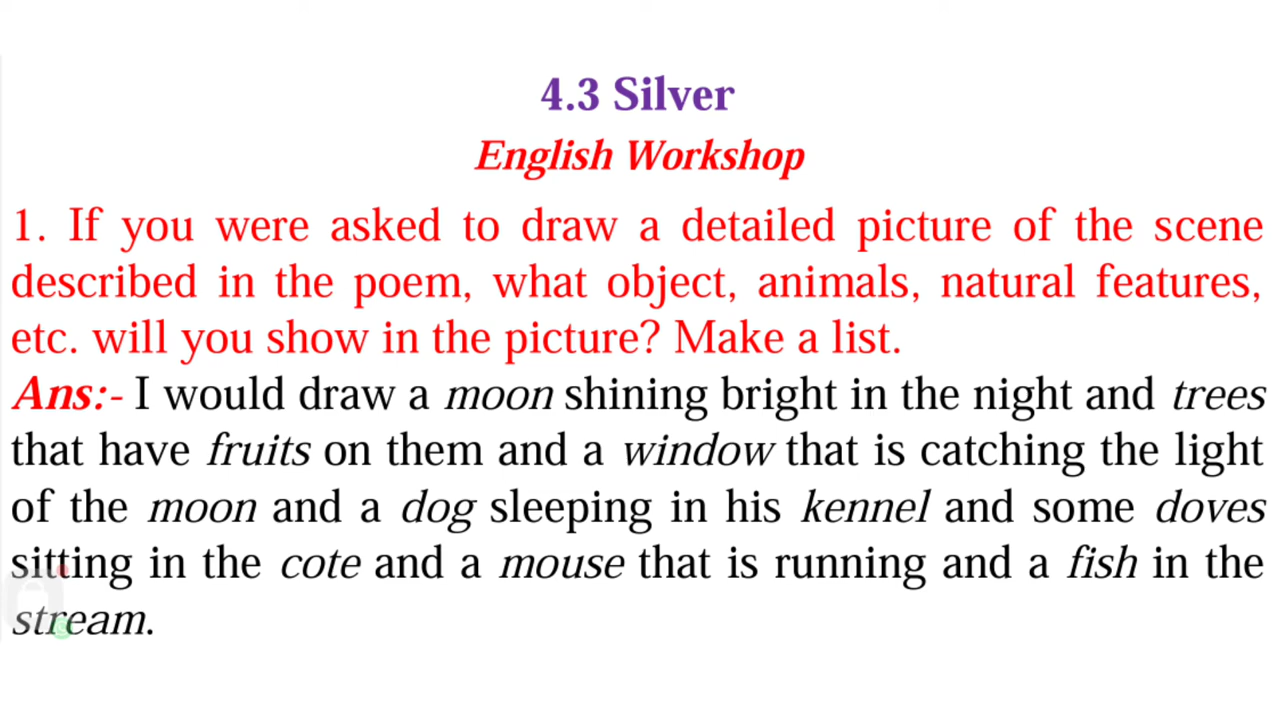 4.3 Silver
English Workshop
1. If you were asked to draw a detailed picture of the scene
described in the poem, what object, animals, natural features,
etc. will you show in the picture? Make a list.
Ans:- I would draw a moon shining bright in the night and trees
that have fruits on them and a window that is catching the light
of the moon and a dog sleeping in his kennel and some doves
sitting in the cote and a mouse that is running and a fish in the
stream.